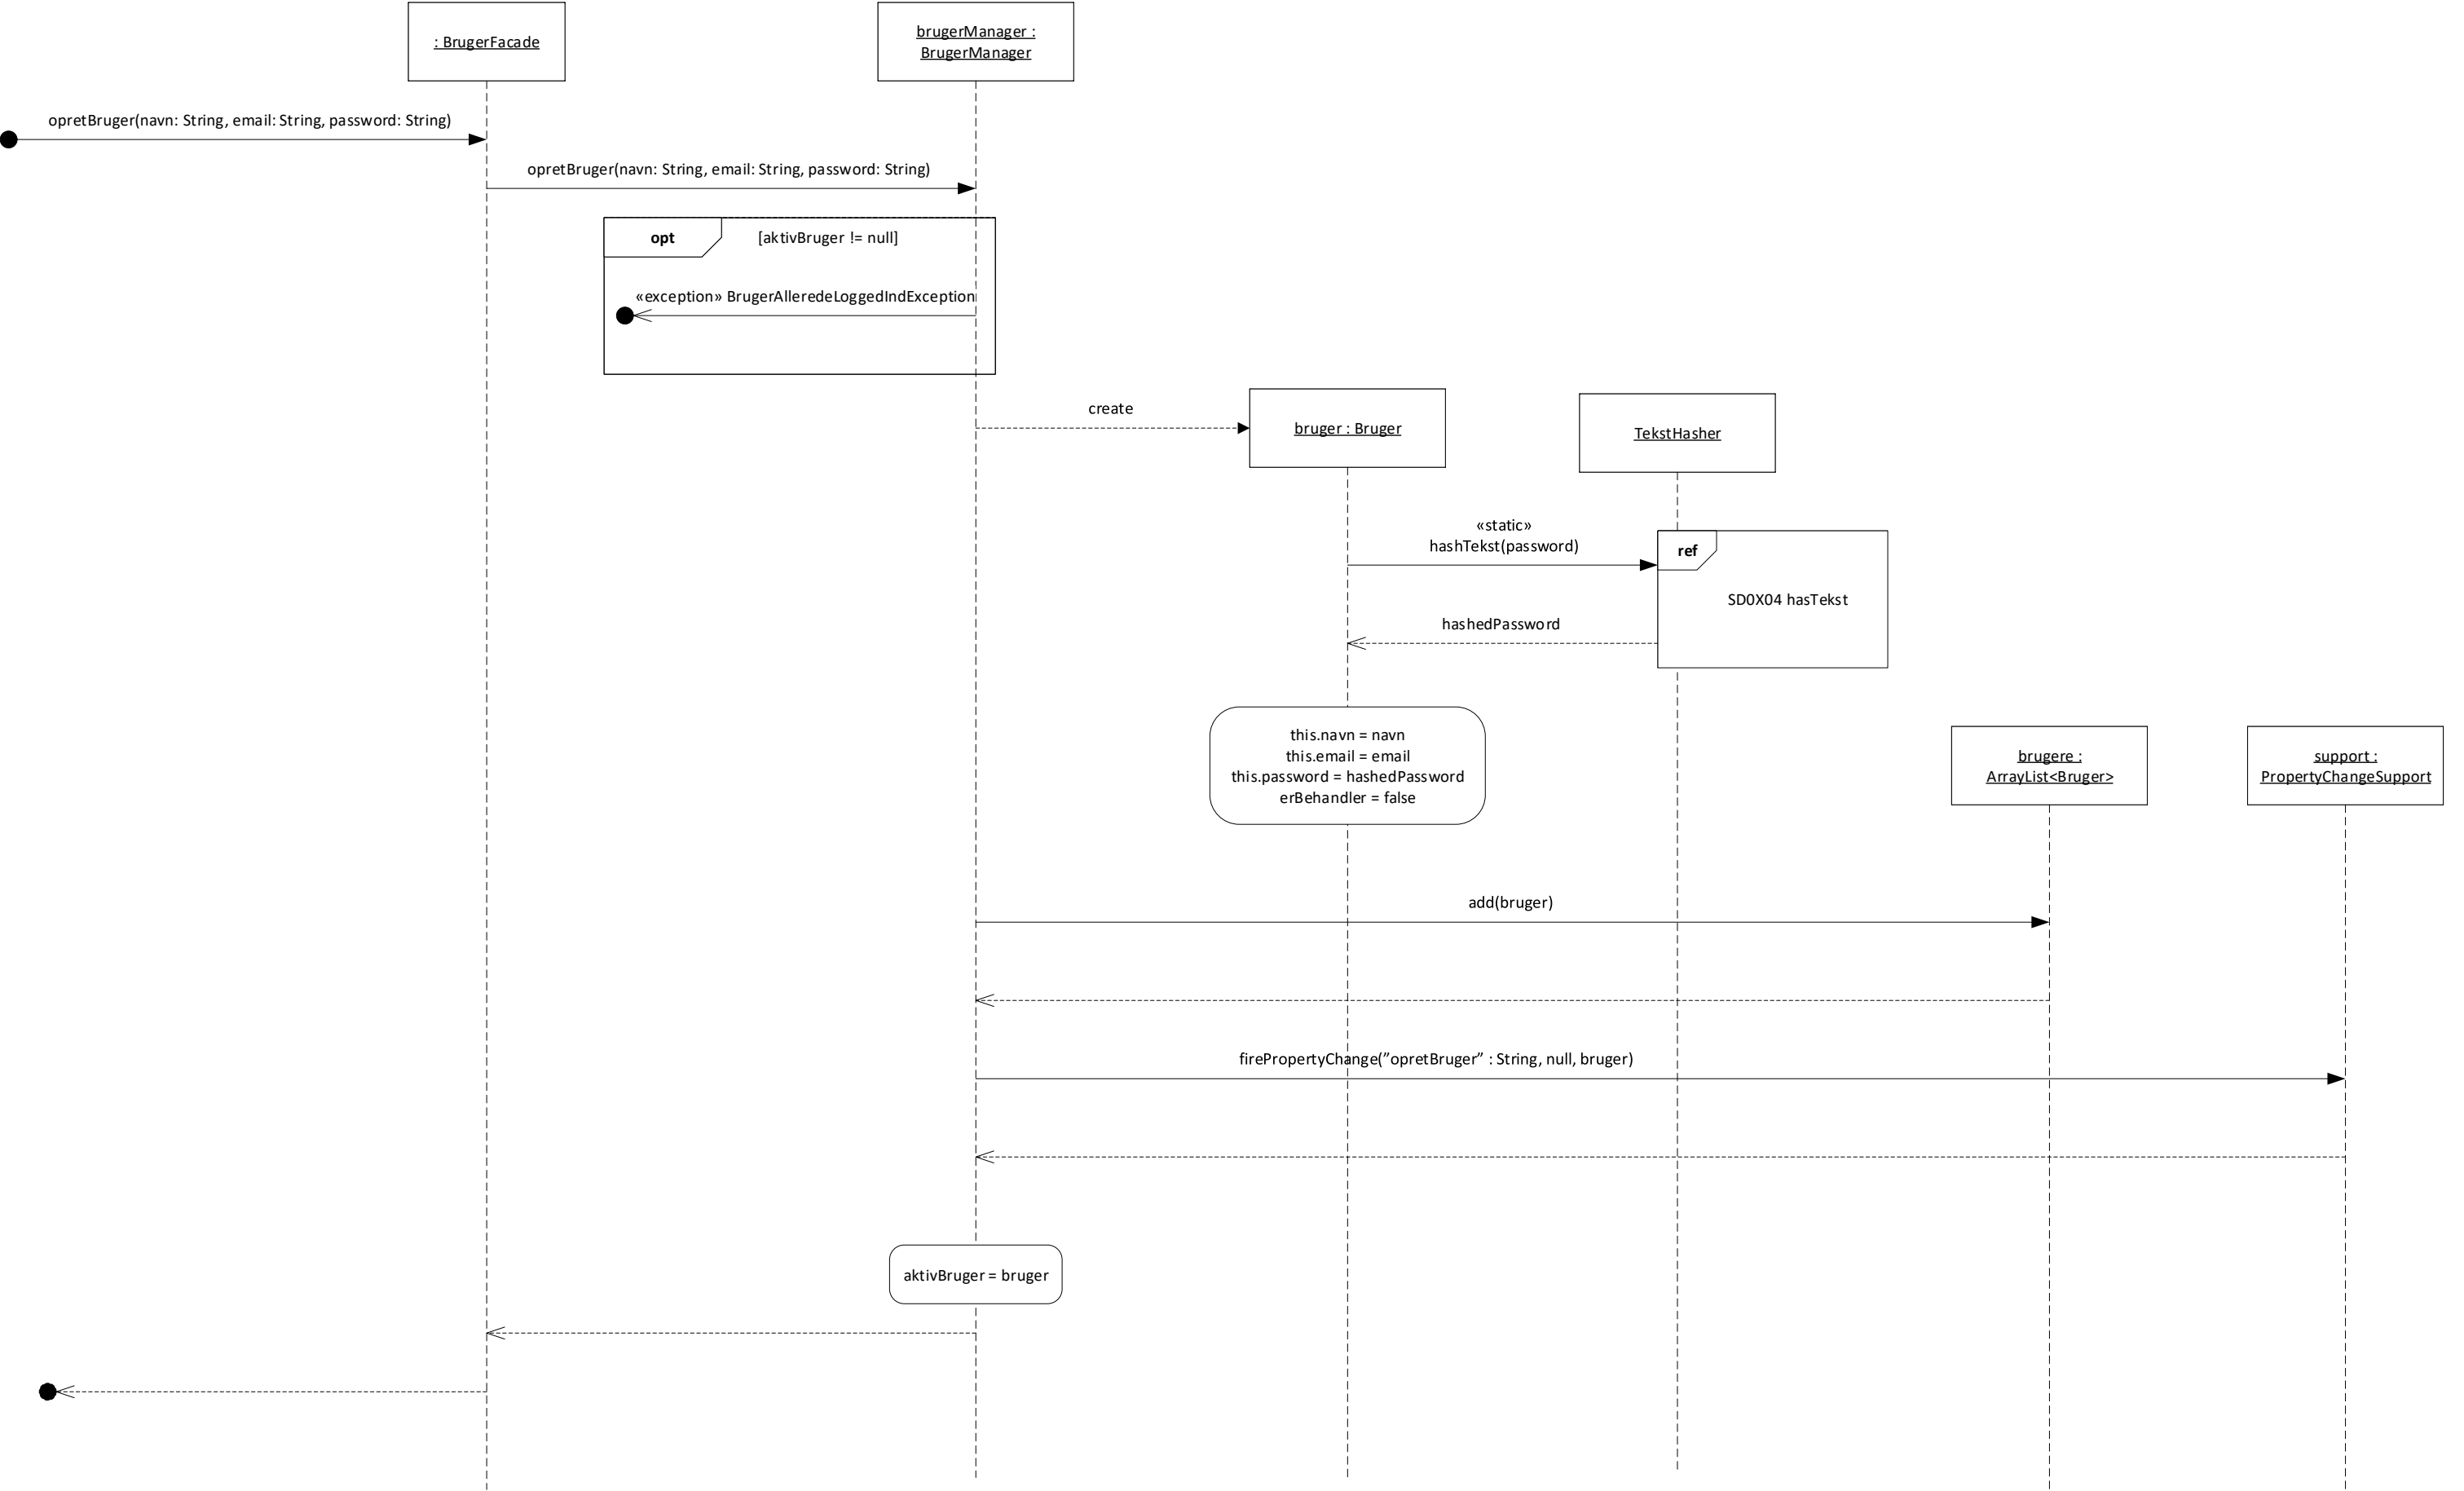 : BrugerFacade
brugerManager :
BrugerManager
opretBruger(navn: String, email: String, password: String)
opretBruger(navn: String, email: String, password: String)
opt
[aktivBruger != null]
«exception» BrugerAlleredeLoggedIndException
create
bruger : Bruger
TekstHasher
«static»
hashTekst(password)
ref
SD0X04 hasTekst
hashedPassword
this.navn = navn
this.email = email
this.password = hashedPassword
erBehandler = false
brugere :
ArrayList<Bruger>
support :
PropertyChangeSupport
add(bruger)
firePropertyChange(”opretBruger” : String, null, bruger)
aktivBruger = bruger